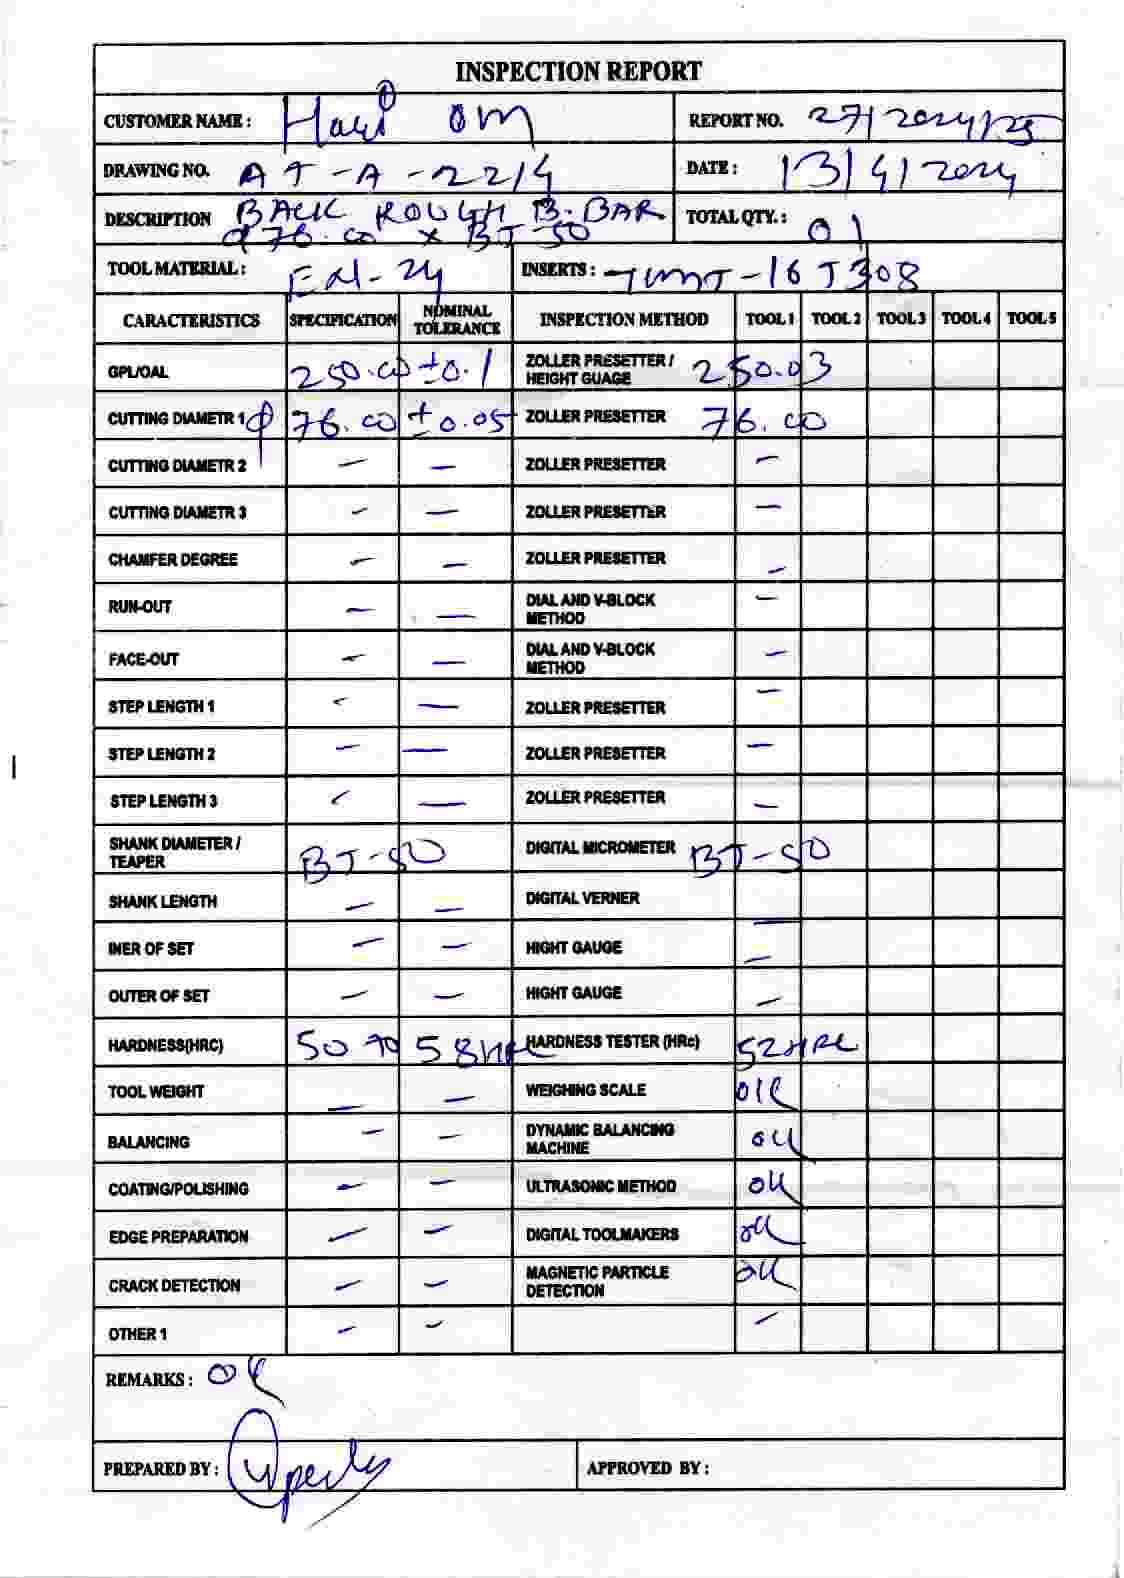 INSPECTION REPORT
CUSTOMER NAME : Hari OM
REPORT NO. 27/2024/25
DRAWING NO. AT-A-2214
DATE : 13/4/2024
DESCRIPTION BACK ROUGH B.BAR
φ76.00 x BT-50
TOTAL QTY. : 01
TOOL MATERIAL : En-24
INSERTS : TNMT-16T308
CARACTERISTICS SPECIFICATION NOMINAL TOLERANCE INSPECTION METHOD TOOL 1 TOOL 2 TOOL 3 TOOL 4 TOOL 5
GPL/OAL 250.00 ±0.1 ZOLLER PRESETTER / HEIGHT GUAGE 250.03
CUTTING DIAMETR 1 φ 76.00 ±0.05 ZOLLER PRESETTER 76.00
CUTTING DIAMETR 2 – – ZOLLER PRESETTER –
CUTTING DIAMETR 3 – – ZOLLER PRESETTER –
CHAMFER DEGREE – – ZOLLER PRESETTER –
RUN-OUT – – DIAL AND V-BLOCK METHOD –
FACE-OUT – – DIAL AND V-BLOCK METHOD –
STEP LENGTH 1 – – ZOLLER PRESETTER –
STEP LENGTH 2 – – ZOLLER PRESETTER –
STEP LENGTH 3 – – ZOLLER PRESETTER –
SHANK DIAMETER / TEAPER BT-50 DIGITAL MICROMETER BT-50
SHANK LENGTH – – DIGITAL VERNER –
INER OF SET – – HIGHT GAUGE –
OUTER OF SET – – HIGHT GAUGE –
HARDNESS(HRC) 50 TO 58HRC HARDNESS TESTER (HRc) 52HRC
TOOL WEIGHT – – WEIGHING SCALE OK
BALANCING – – DYNAMIC BALANCING MACHINE OK
COATING/POLISHING – – ULTRASONIC METHOD OK
EDGE PREPARATION – – DIGITAL TOOLMAKERS OK
CRACK DETECTION – – MAGNETIC PARTICLE DETECTION OK
OTHER 1 – – –
REMARKS : OK
PREPARED BY :
APPROVED BY :